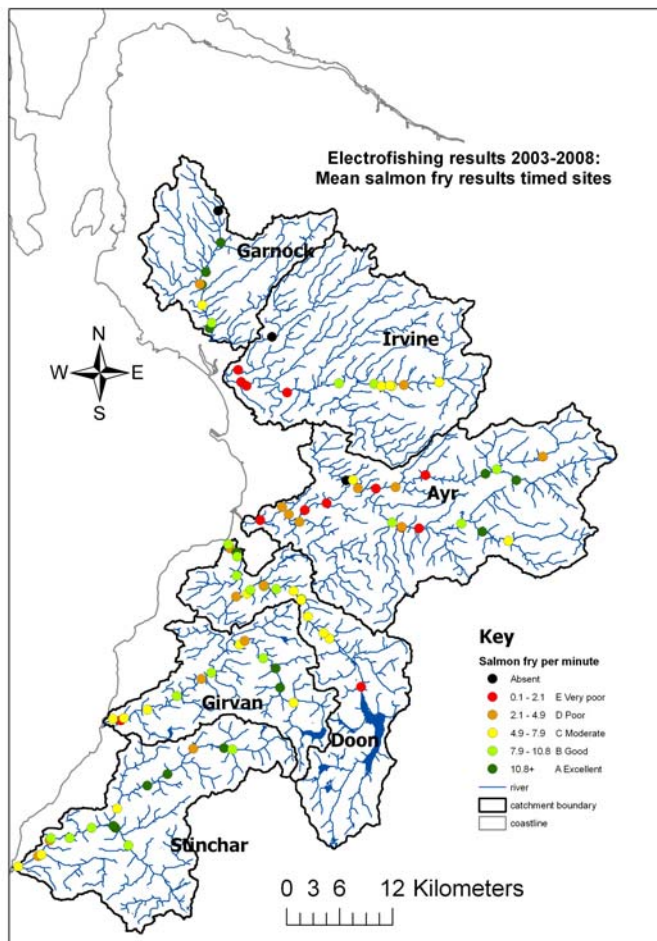 Electrofishing results 2003-2008:
Mean salmon fry results timed sites
Garnock
Irvine
N
W E
S
Ayr
Key
Salmon fry per minute
Absent
0.1 - 2.1 E Very poor
2.1 - 4.9 D Poor
4.9 - 7.9 C Moderate
7.9 - 10.8 B Good
10.8+ A Excellent
river
catchment boundary
coastline
Girvan
Doon
Stinchar
0 3 6 12 Kilometers